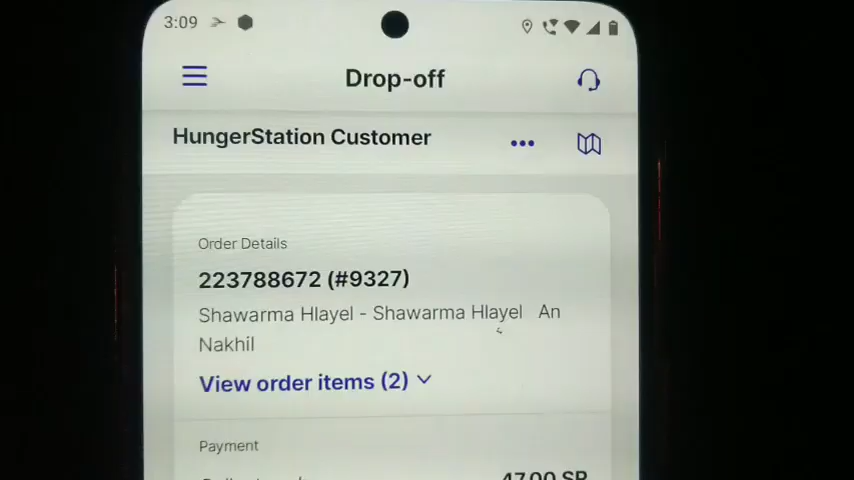 3:09
Drop-off
HungerStation Customer
Order Details
223788672 (#9327)
Shawarma Hlayel - Shawarma Hlayel An
Nakhil
View order items (2)
Payment
47.00 SR